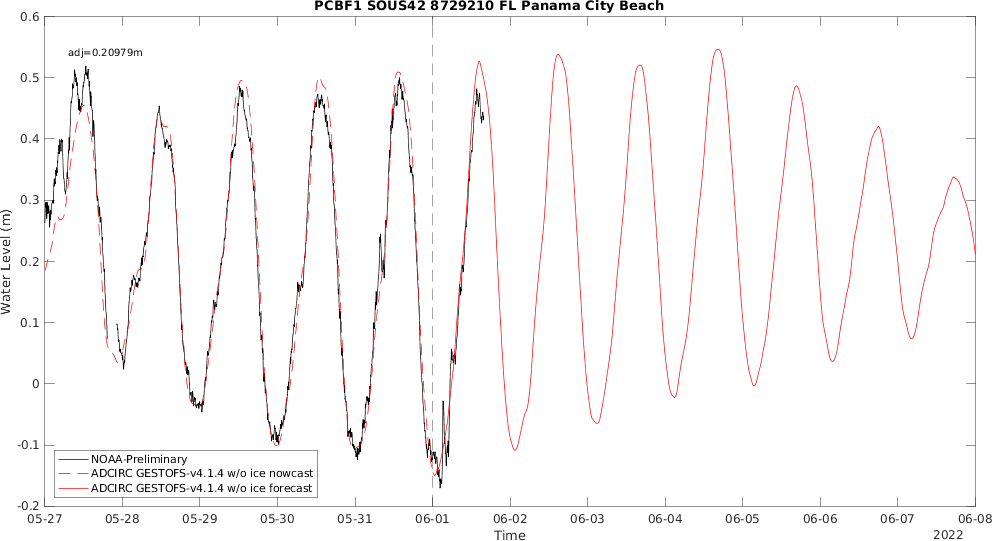 PCBF1 SOUS42 8729210 FL Panama City Beach
0.6
adj=0.20979m
0.5
0.4
0.3
Water Level (m)
0.2
0.1
0
-0.1
NOAA-Preliminary
ADCIRC GESTOFS-v4.1.4 w/o ice nowcast
ADCIRC GESTOFS-v4.1.4 w/o ice forecast
-0.2
05-27 05-28 05-29 05-30 05-31 06-01 06-02 06-03 06-04 06-05 06-06 06-07 06-08
Time
2022